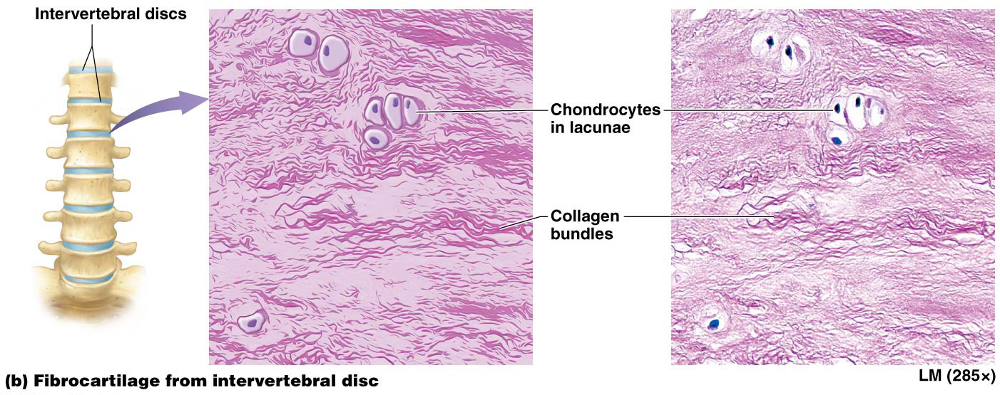 Intervertebral discs
Chondrocytes
in lacunae
Collagen
bundles
(b) Fibrocartilage from intervertebral disc
LM (285×)